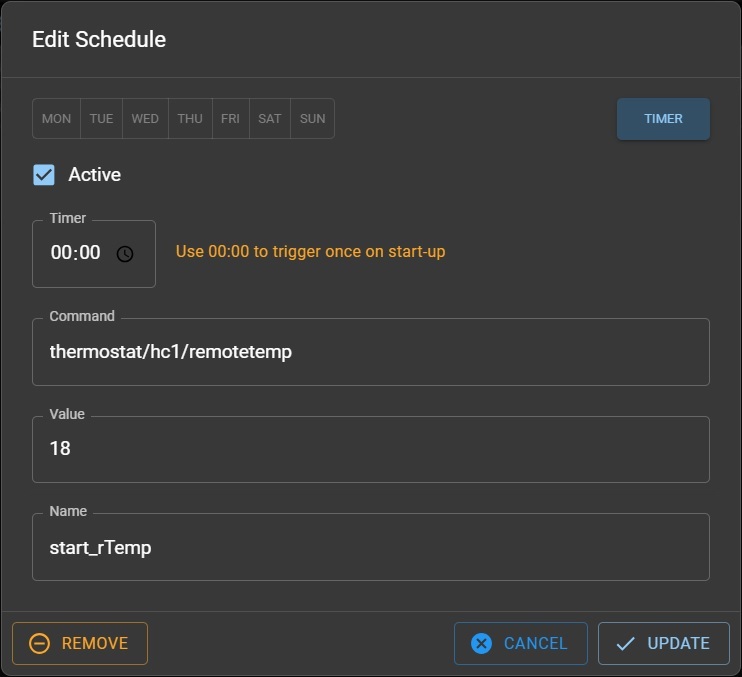 Edit Schedule
MON TUE WED THU FRI SAT SUN TIMER
Active
Timer
00:00 Use 00:00 to trigger once on start-up
Command
thermostat/hc1/remotetemp
Value
18
Name
start_rTemp
REMOVE CANCEL UPDATE